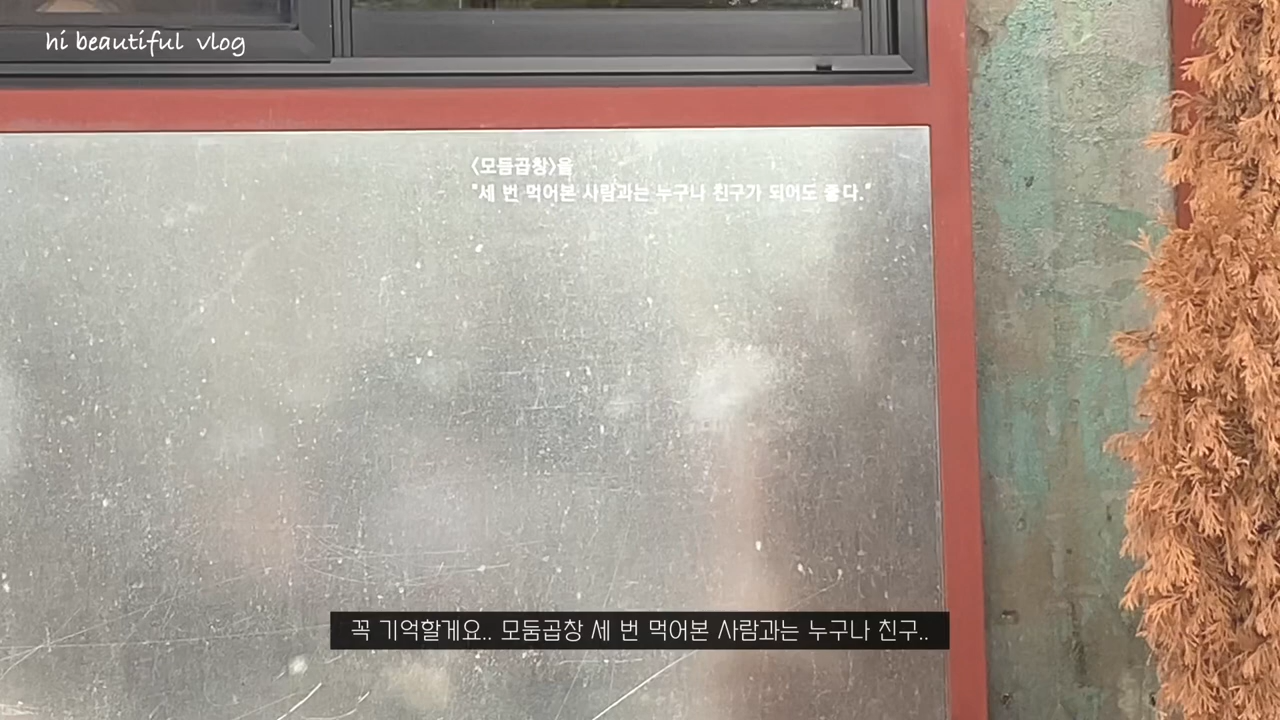 hi beautiful vlog
<모듬곱창>을
"세 번 먹어본 사람과는 누구나 친구가 되어도 좋다."
꼭 기억할게요.. 모둠곱창 세 번 먹어본 사람과는 누구나 친구..